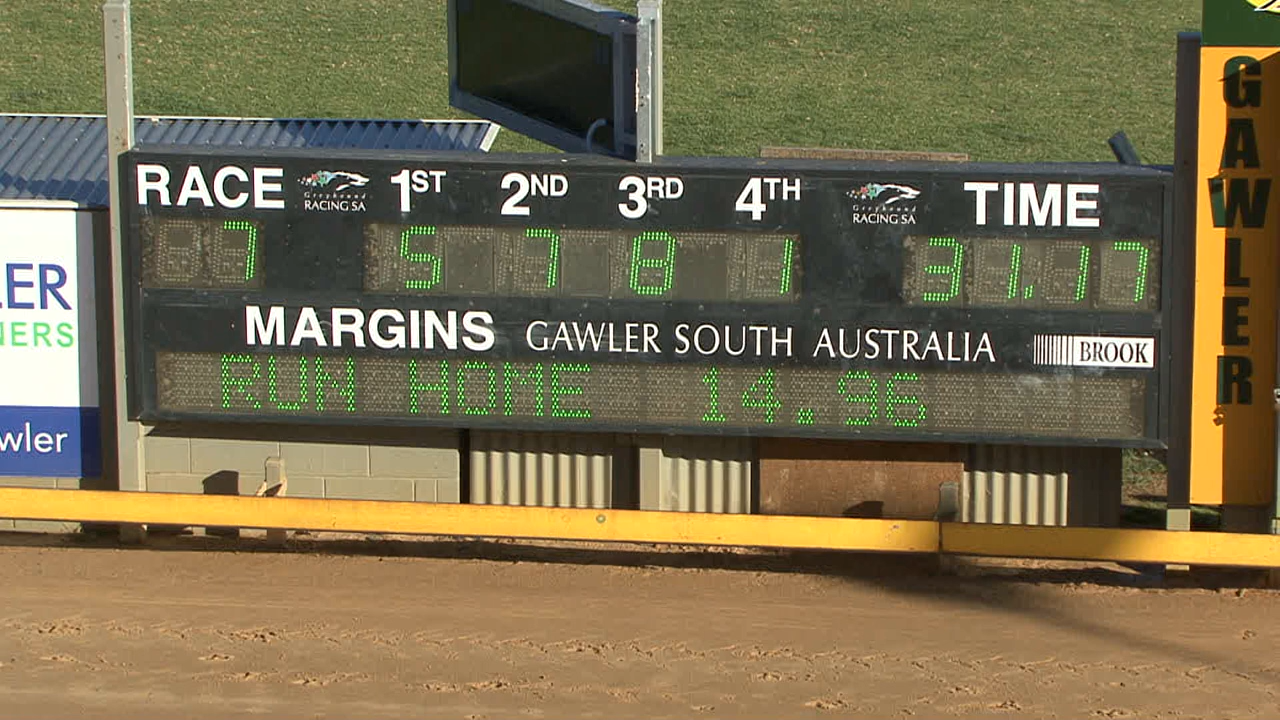 RACE 1ST 2ND 3RD 4TH TIME
Greyhound Greyhound
RACING SA RACING SA
7 5 7 8 1 31.17
MARGINS GAWLER SOUTH AUSTRALIA BROOK
RUN HOME 14.96
LER
NERS
wler
GAWLER